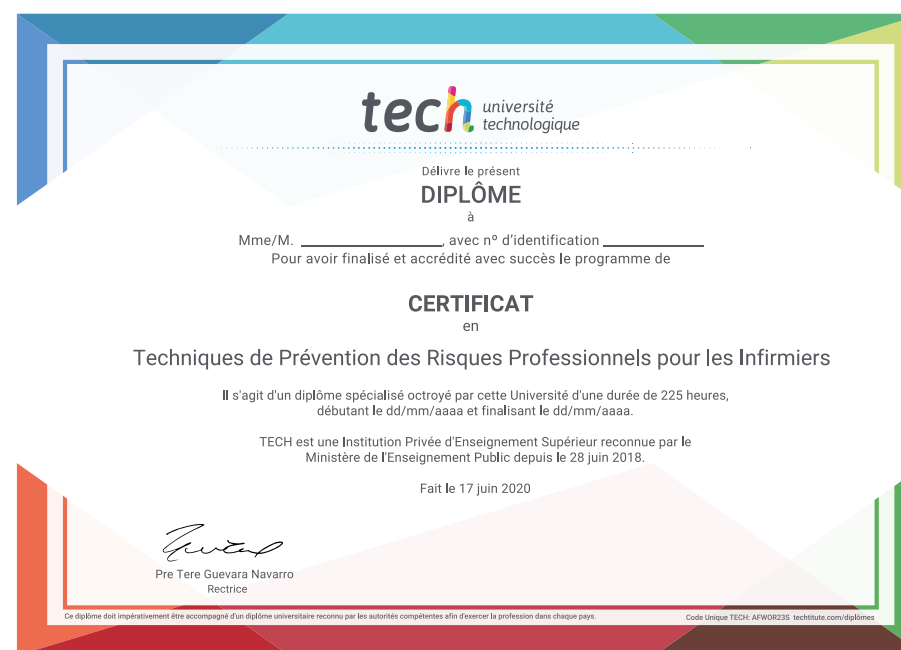 tech université
technologique
Délivre le présent
DIPLÔME
à
Mme/M. ____________________, avec nº d'identification ______________
Pour avoir finalisé et accrédité avec succès le programme de
CERTIFICAT
en
Techniques de Prévention des Risques Professionnels pour les Infirmiers
Il s'agit d'un diplôme spécialisé octroyé par cette Université d'une durée de 225 heures,
débutant le dd/mm/aaaa et finalisant le dd/mm/aaaa.
TECH est une Institution Privée d'Enseignement Supérieur reconnue par le
Ministère de l'Enseignement Public depuis le 28 juin 2018.
Fait le 17 juin 2020
Pre Tere Guevara Navarro
Rectrice
Ce diplôme doit impérativement être accompagné d'un diplôme universitaire reconnu par les autorités compétentes afin d'exercer la profession dans chaque pays.
Code Unique TECH: AFWOR23S techtitute.com/diplômes